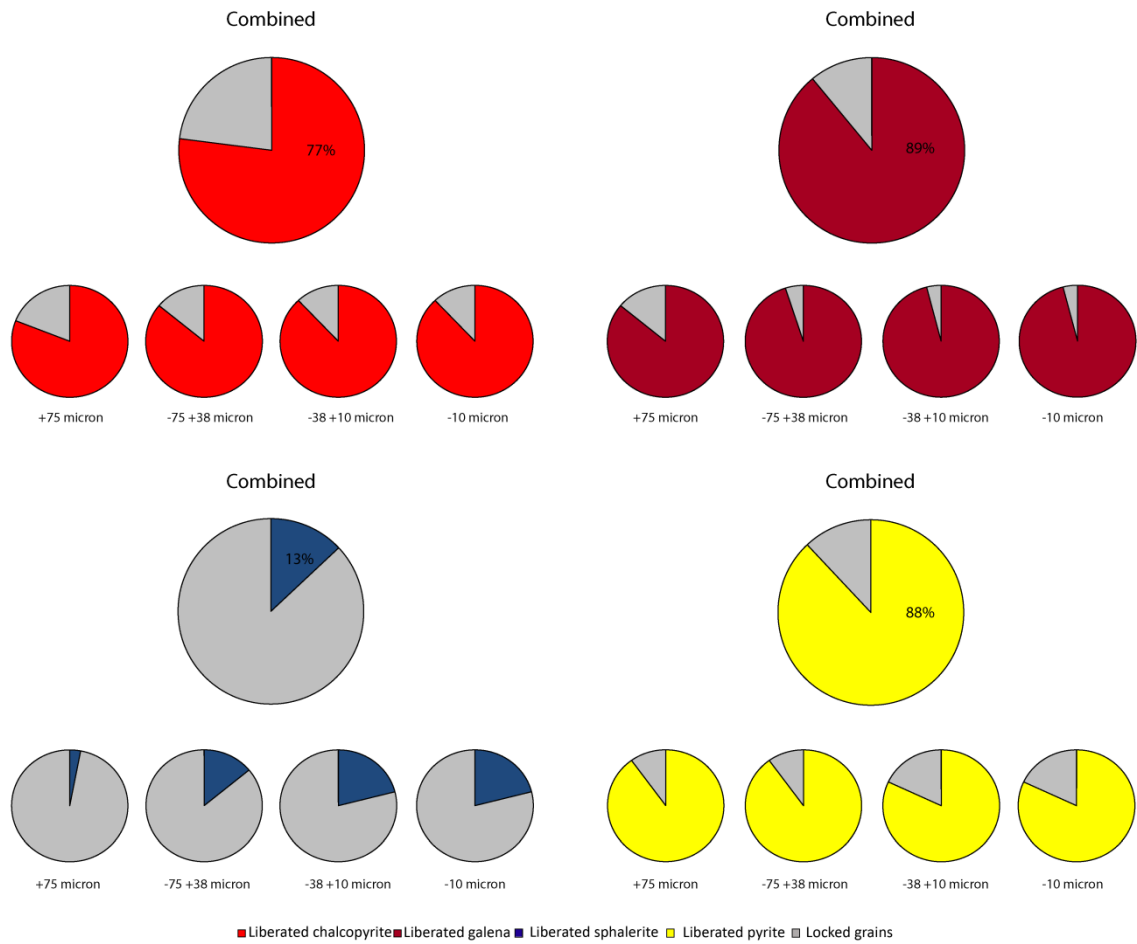 Combined
Combined
77%
89%
+75 micron -75 +38 micron -38 +10 micron -10 micron
+75 micron -75 +38 micron -38 +10 micron -10 micron
Combined
Combined
13%
88%
+75 micron -75 +38 micron -38 +10 micron -10 micron
+75 micron -75 +38 micron -38 +10 micron -10 micron
Liberated chalcopyrite Liberated galena Liberated sphalerite Liberated pyrite Locked grains